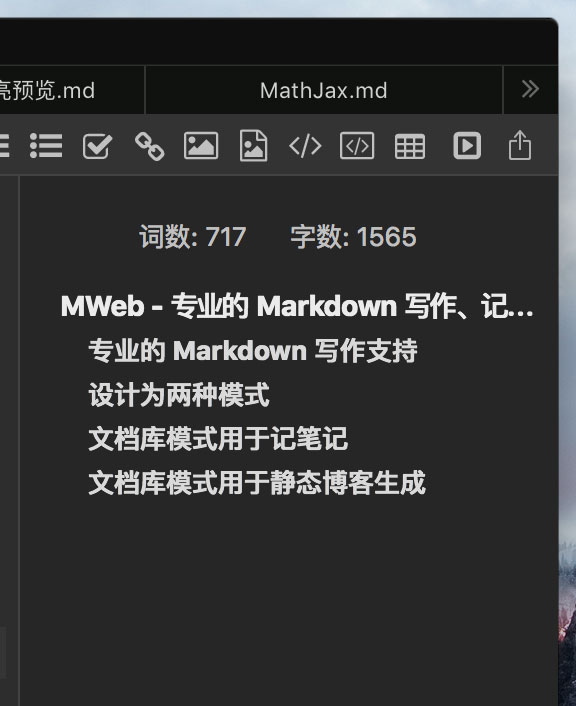 亮预览.md
MathJax.md
词数: 717 字数: 1565
MWeb - 专业的 Markdown 写作、记…
专业的 Markdown 写作支持
设计为两种模式
文档库模式用于记笔记
文档库模式用于静态博客生成